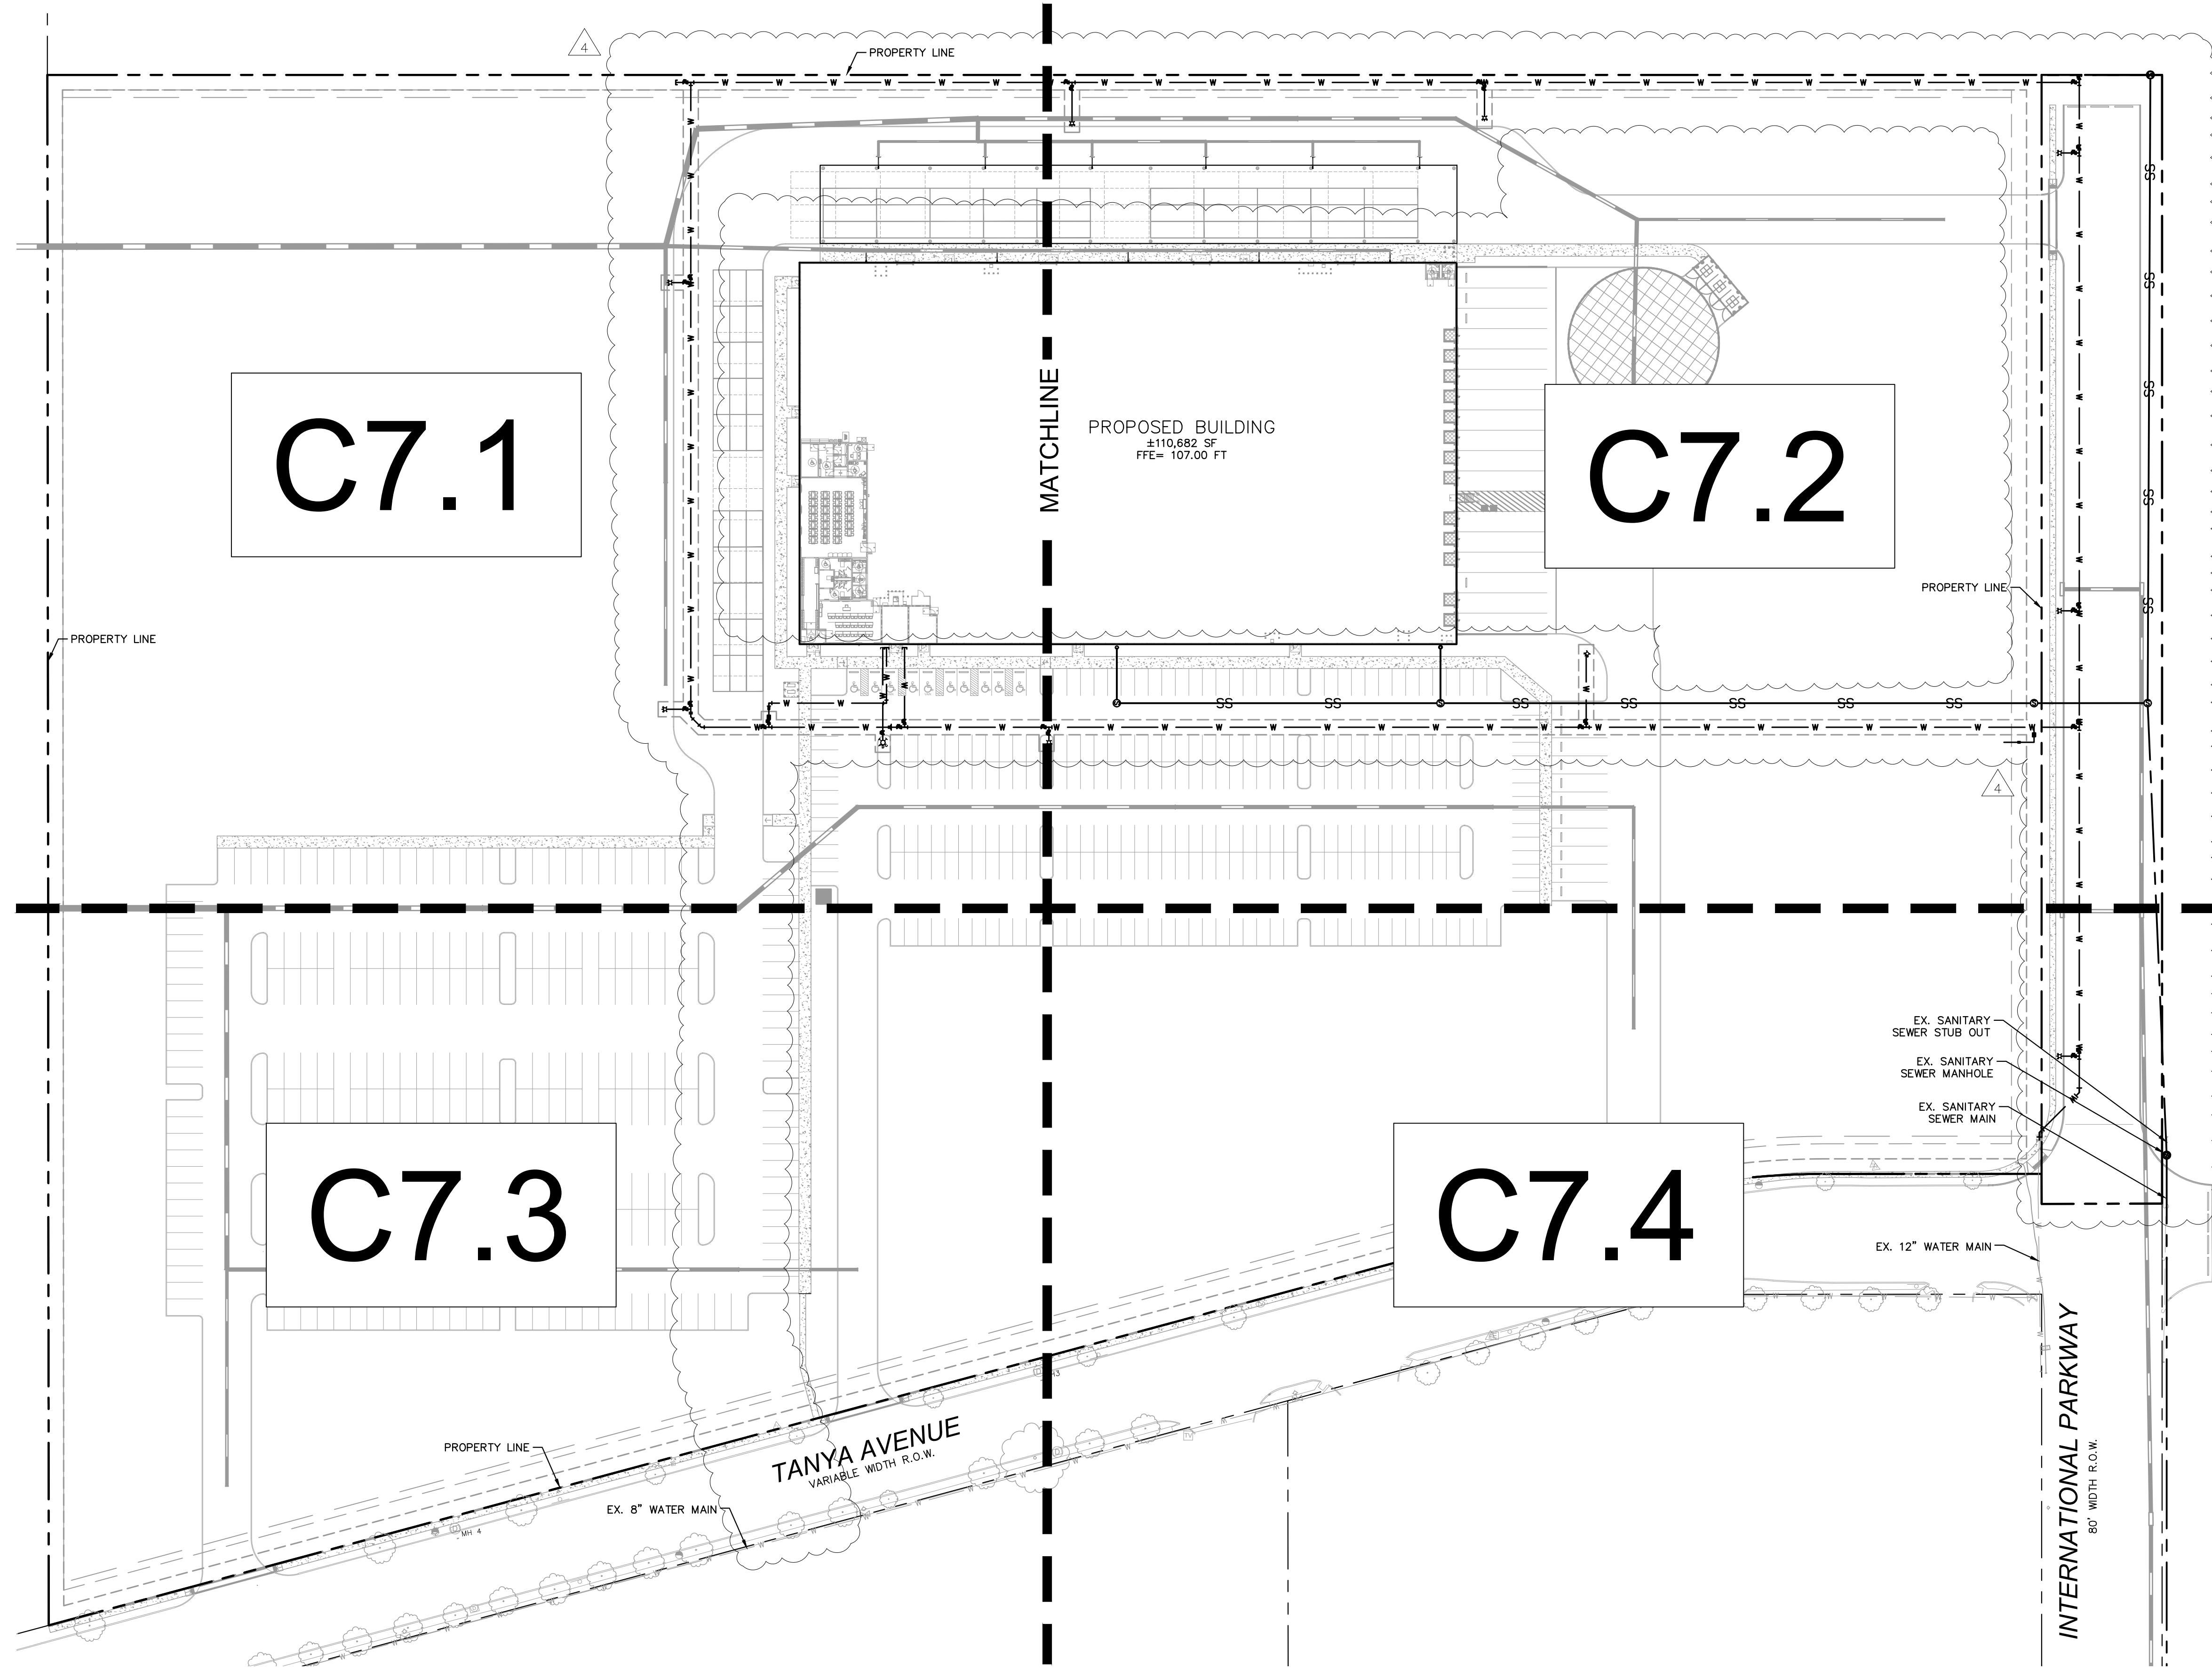 4
PROPERTY LINE
W W W W W W W W W W W W W W W W W W W W W W W W W
C7.1
MATCHLINE
PROPOSED BUILDING
±110,682 SF
FFE= 107.00 FT
C7.2
PROPERTY LINE
PROPERTY LINE
SS
SS
SS
SS
SS
SS SS SS SS SS SS SS SS
4
EX. SANITARY
SEWER STUB OUT
EX. SANITARY
SEWER MANHOLE
EX. SANITARY
SEWER MAIN
C7.3
C7.4
EX. 12" WATER MAIN
PROPERTY LINE
TANYA AVENUE
VARIABLE WIDTH R.O.W.
EX. 8" WATER MAIN
MH 4
TV
INTERNATIONAL PARKWAY
80' WIDTH R.O.W.